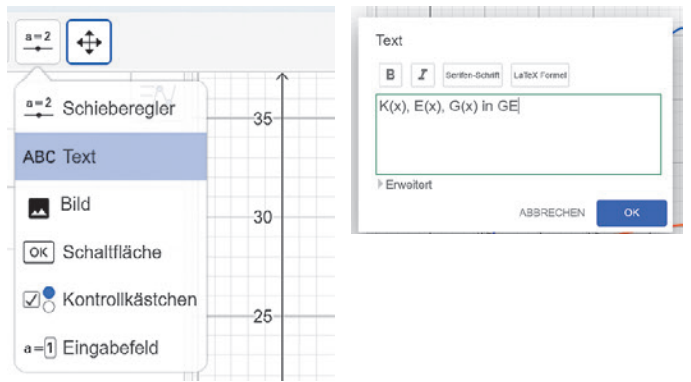 a=2
a=2 Schieberegler
ABC Text
Bild
OK Schaltfläche
Kontrollkästchen
a=1 Eingabefeld
35
30
25
Text
B I Serifen-Schrift LaTeX Formel
K(x), E(x), G(x) in GE
Erweitert
ABBRECHEN OK